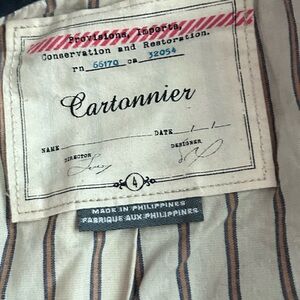 Provisions, Imports,
Conservation and Restoration.
rn 66170 ca 32054
Cartonnier
NAME DATE / /
DIRECTOR DESIGNER
4
MADE IN PHILIPPINES
FABRIQUE AUX PHILIPPINES